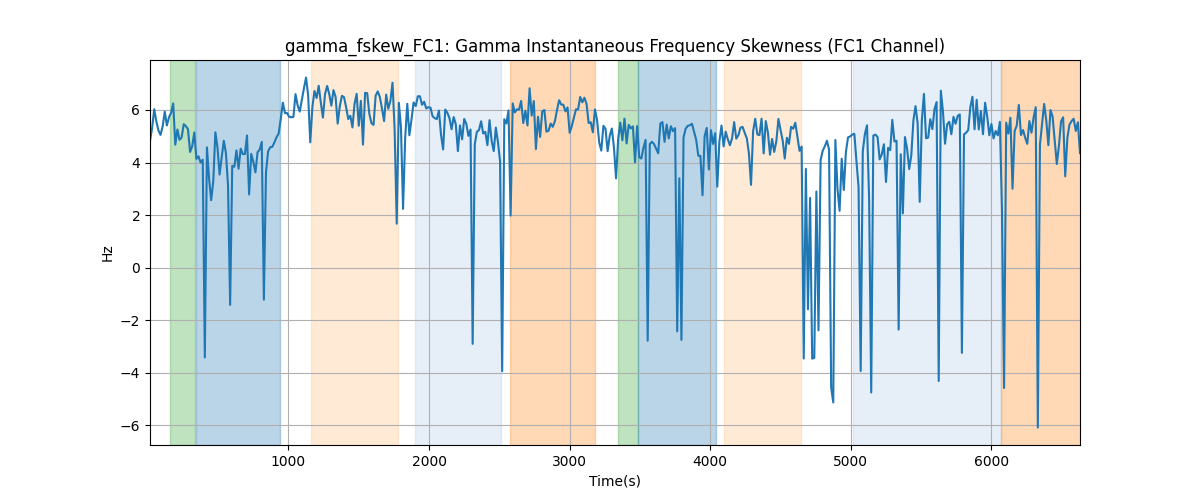 gamma_fskew_FC1: Gamma Instantaneous Frequency Skewness (FC1 Channel)
6
4
2
0
−2
−4
−6
Hz
1000 2000 3000 4000 5000 6000
Time(s)